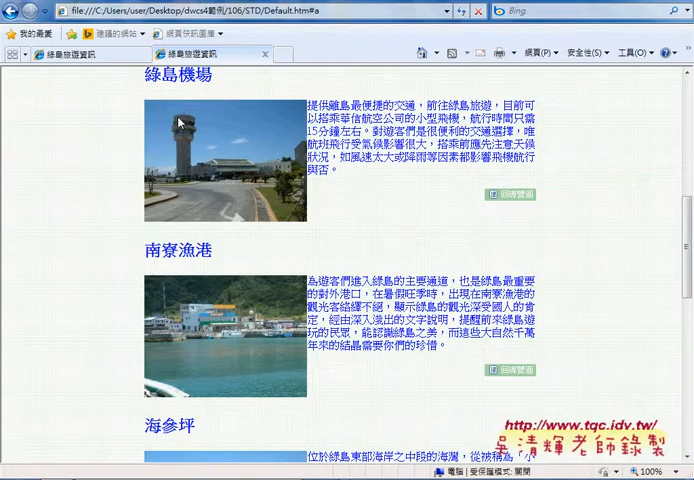 file:///C:/Users/user/Desktop/dwcs4範例/106/STD/Default.htm#a
Bing
我的最愛
建議的網站
網頁快訊圖庫
綠島旅遊資訊
綠島旅遊資訊
網頁(P)
安全性(S)
工具(O)
綠島機場
提供離島最便捷的交通，前往綠島旅遊，目前可
以搭乘華信航空公司的小型飛機，航行時間只需
15分鐘左右。對遊客們是很便利的交通選擇，唯
航班飛行受氣候影響很大，搭乘前應先注意天候
狀況，如風速太大或降雨等因素都影響飛機航行
與否。
回導覽圖
南寮漁港
為遊客們進入綠島的主要通道，也是綠島最重要
的對外港口，在暑假旺季時，出現在南寮漁港的
觀光客絡繹不絕，顯示綠島的觀光深受國人的肯
定，經由深入淺出的文字說明，提醒前來綠島遊
玩的民眾，能認識綠島之美，而這些大自然千萬
年來的結晶需要你們的珍惜。
回導覽圖
海參坪
位於綠島東部海岸之中段的海灣，從被稱為「小
http://www.tqc.idv.tw/
吳清輝老師錄製
電腦 | 受保護模式: 關閉
100%